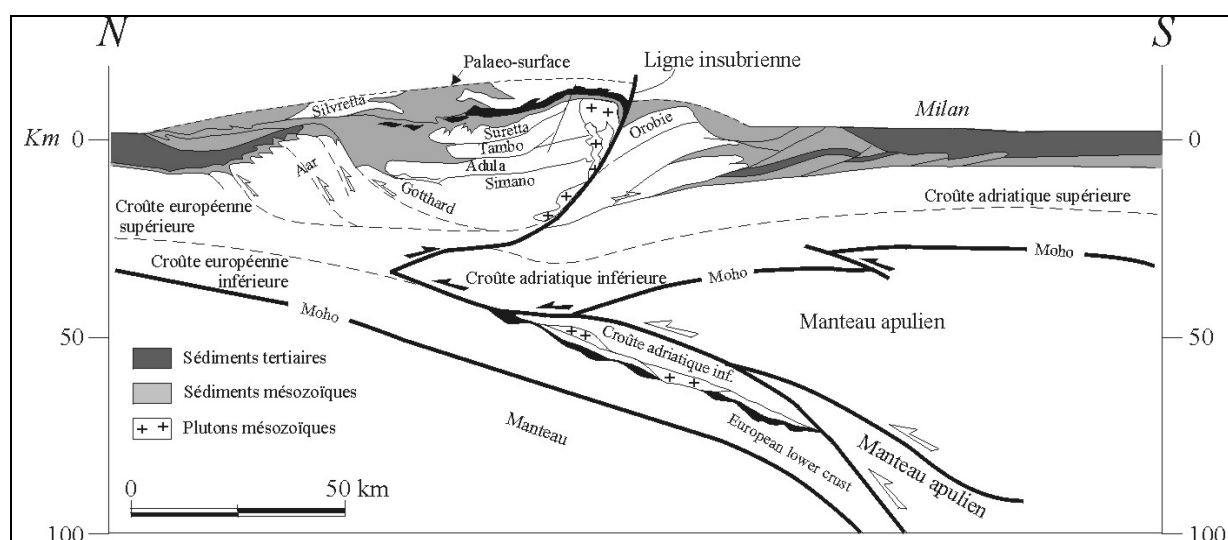 N
S
Palaeo-surface
Ligne insubrienne
Silvretta
Milan
Km
0
0
Suretta
Tambo
Adula
Simano
Orobie
Aar
Gotthard
Croûte européenne
supérieure
Croûte adriatique supérieure
Croûte européenne
inférieure
Croûte adriatique inférieure
Moho
Moho
Moho
Manteau apulien
50
50
Croûte adriatique inf.
Sédiments tertiaires
Sédiments mésozoïques
Plutons mésozoïques
Manteau
European lower crust
Manteau apulien
0
50 km
100
100